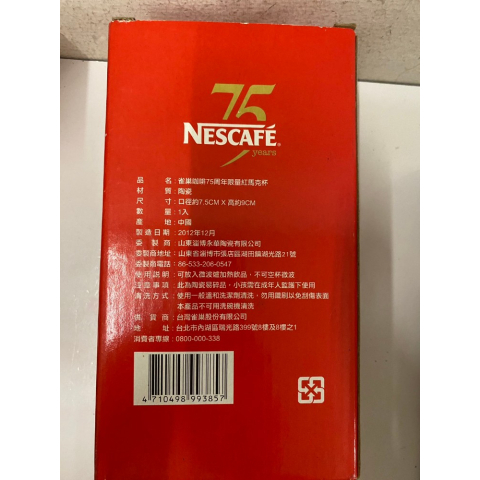 75
NESCAFÉ®
years
品 名：雀巢咖啡75周年限量紅馬克杯
材 質：陶瓷
尺 寸：口徑約7.5CM X 高約9CM
數 量：1入
產 地：中國
製造日期：2012年12月
委 製 商：山東淄博永華陶瓷有限公司
委製商地址：山東省淄博市張店區湖田鎮湖光路21號
委製商電話：86-533-206-0547
使用說明：可放入微波爐加熱飲品，不可空杯微波
注意事項：此為陶瓷易碎品，小孩需在成年人監護下使用
清洗方式：使用一般溫和洗潔劑清洗，勿用鐵刷以免刮傷表面
本產品不可用洗碗機清洗
供 貨 商：台灣雀巢股份有限公司
地 址：台北市內湖區瑞光路399號8樓及8樓之1
消費者專線：0800-000-338
4 710498 993857